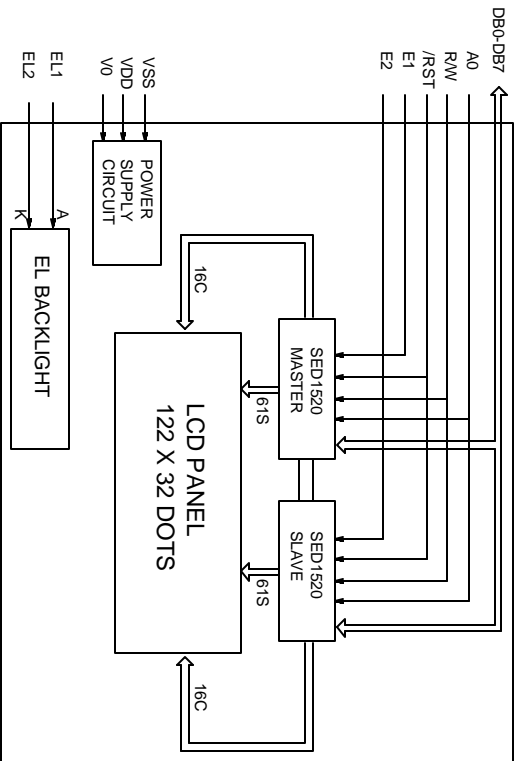 DB0-DB7
A0
R/W
/RST
E1
E2
VSS
VDD
V0
EL1
EL2
POWER
SUPPLY
CIRCUIT
A
K
EL BACKLIGHT
16C
SED1520
MASTER
61S
SED1520
SLAVE
61S
16C
LCD PANEL
122 X 32 DOTS